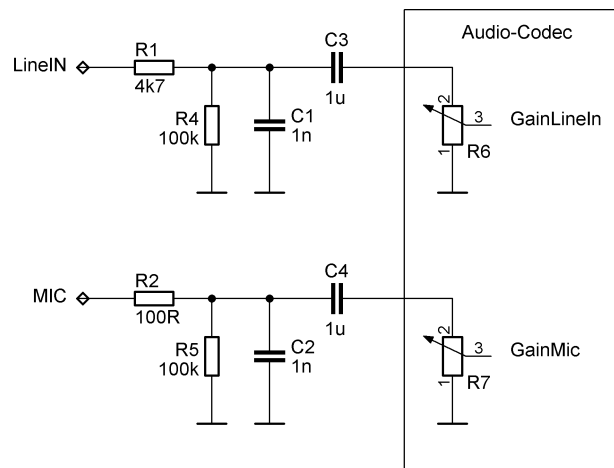 Audio-Codec
LineIN
R1
4k7
C3
1u
R4
100k
C1
1n
2
3
1
R6
GainLineIn
MIC
R2
100R
C4
1u
R5
100k
C2
1n
2
3
1
R7
GainMic